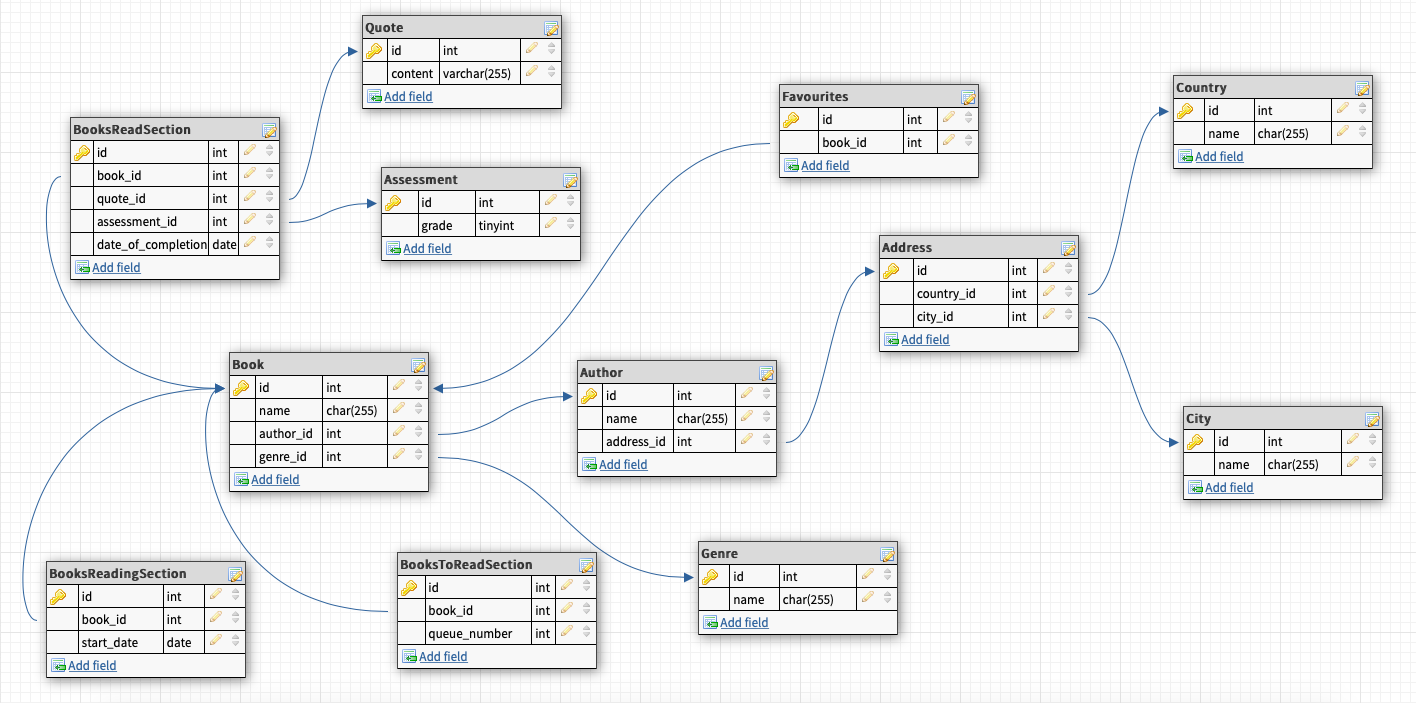 Quote
id int
content varchar(255)
Add field
BooksReadSection
id int
book_id int
quote_id int
assessment_id int
date_of_completion date
Add field
Assessment
id int
grade tinyint
Add field
Favourites
id int
book_id int
Add field
Country
id int
name char(255)
Add field
Address
id int
country_id int
city_id int
Add field
Book
id int
name char(255)
author_id int
genre_id int
Add field
Author
id int
name char(255)
address_id int
Add field
City
id int
name char(255)
Add field
BooksReadingSection
id int
book_id int
start_date date
Add field
BooksToReadSection
id int
book_id int
queue_number int
Add field
Genre
id int
name char(255)
Add field